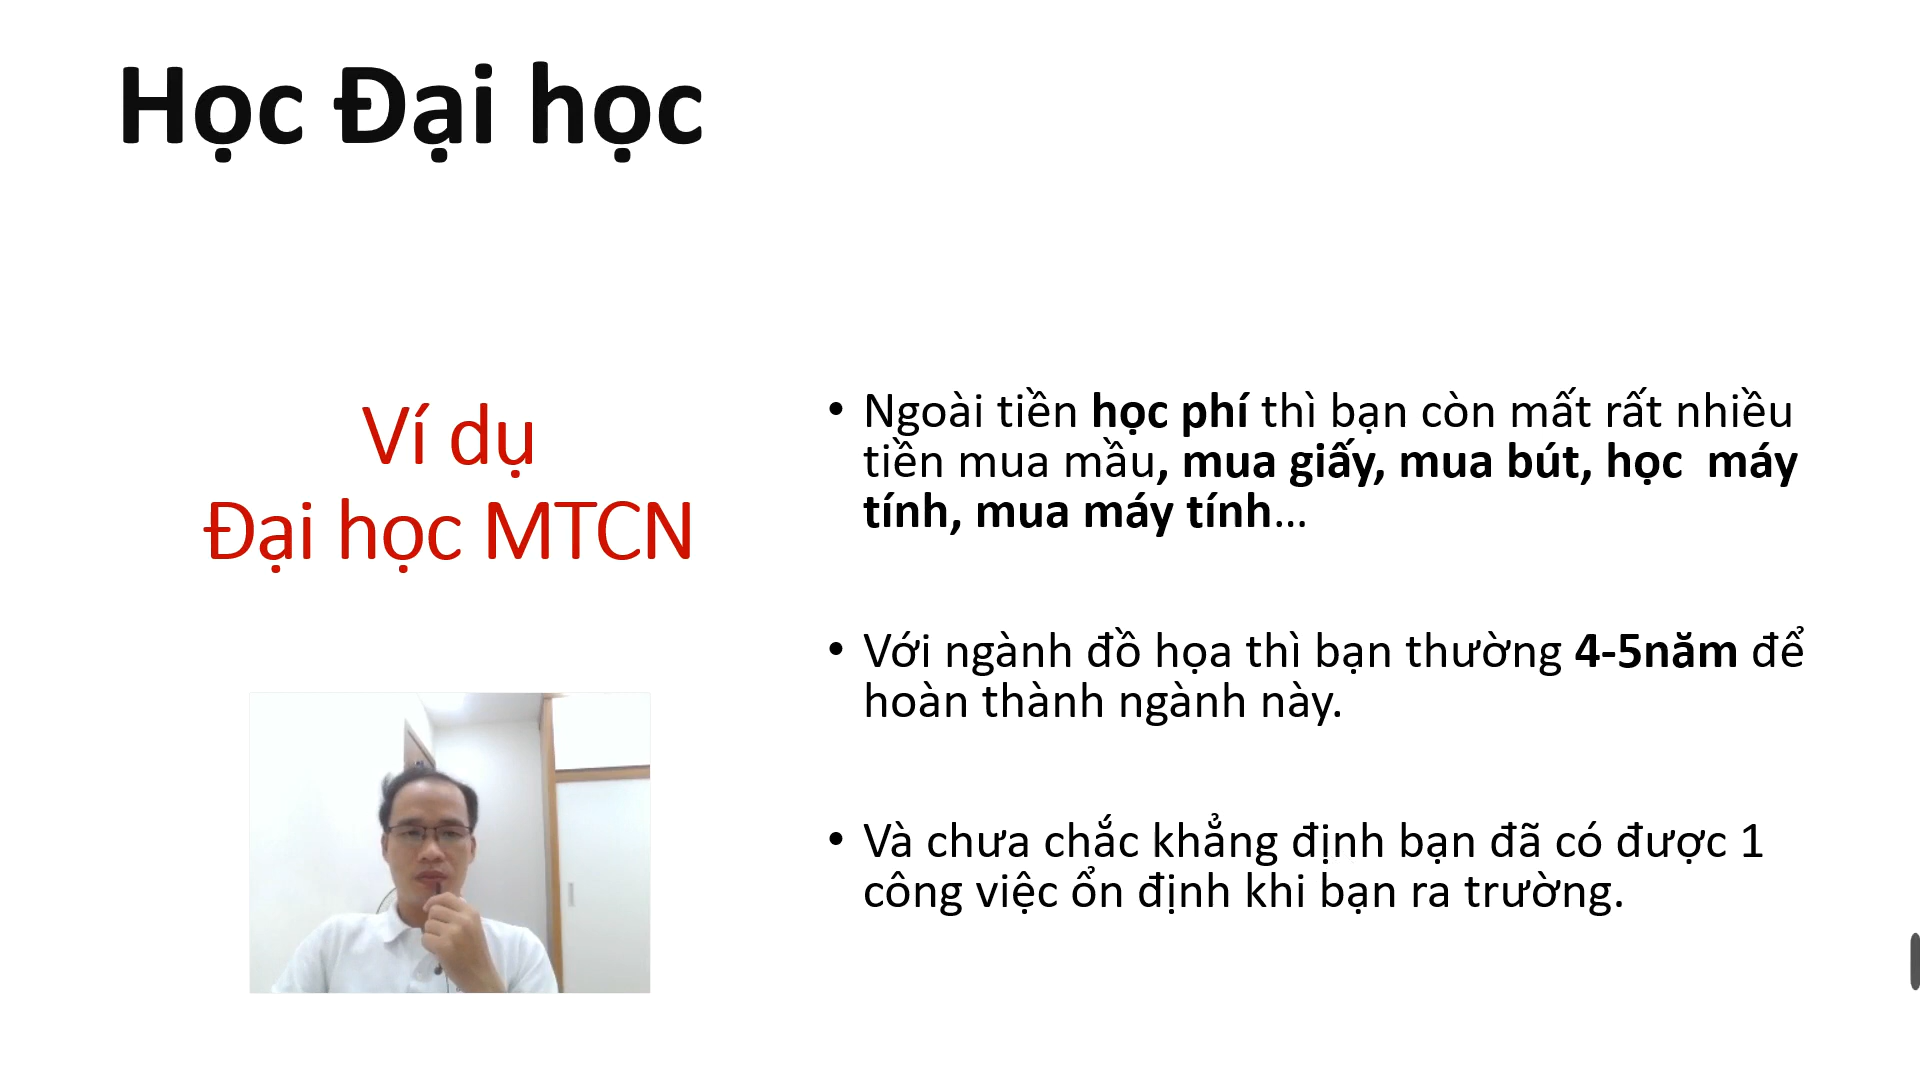 Học Đại học
Ví dụ
Đại học MTCN
• Ngoài tiền học phí thì bạn còn mất rất nhiều
tiền mua mầu, mua giấy, mua bút, học  máy
tính, mua máy tính...
• Với ngành đồ họa thì bạn thường 4-5năm để
hoàn thành ngành này.
• Và chưa chắc khẳng định bạn đã có được 1
công việc ổn định khi bạn ra trường.